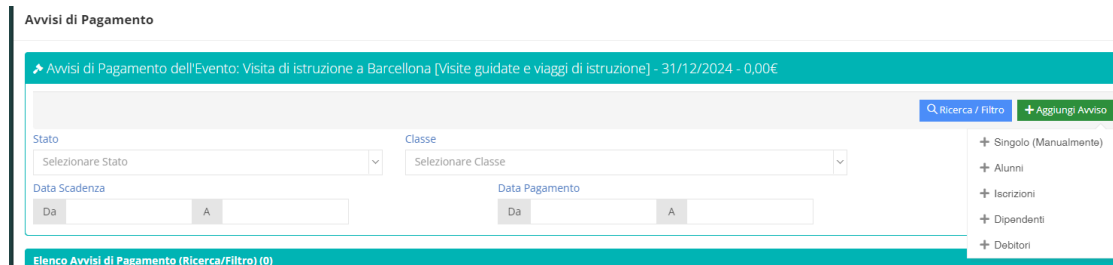 Avvisi di Pagamento
Avvisi di Pagamento dell'Evento: Visita di istruzione a Barcellona [Visite guidate e viaggi di istruzione] - 31/12/2024 - 0,00€
Ricerca / Filtro + Aggiungi Avviso
Stato Classe
Selezionare Stato Selezionare Classe
Data Scadenza Data Pagamento
Da A Da A
+ Singolo (Manualmente)
+ Alunni
+ Iscrizioni
+ Dipendenti
+ Debitori
Elenco Avvisi di Pagamento (Ricerca/Filtro) (0)